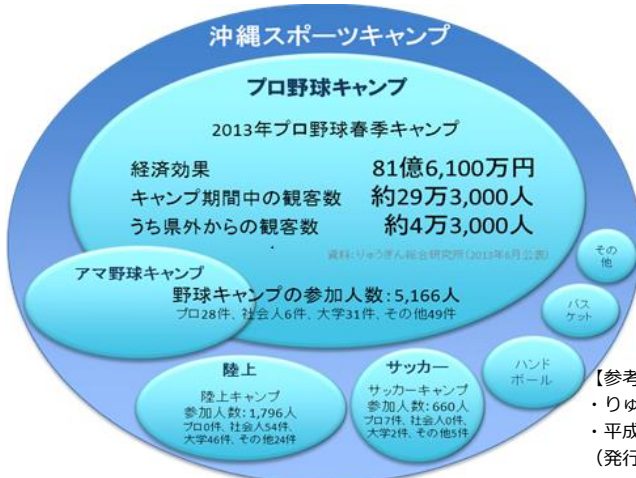 沖縄スポーツキャンプ
プロ野球キャンプ
2013年プロ野球春季キャンプ
経済効果 81億6,100万円
キャンプ期間中の観客数 約29万3,000人
うち県外からの観客数 約4万3,000人
資料:りゅうぎん総合研究所(2013年6月公表)
アマ野球キャンプ
野球キャンプの参加人数:5,166人
プロ28件、社会人6件、大学31件、その他49件
陸上
陸上キャンプ
参加人数:1,796人
プロ0件、社会人54件、
大学46件、その他24件
サッカー
サッカーキャンプ
参加人数:660人
プロ7件、社会人0件、
大学2件、その他5件
ハンド
ボール
バス
ケット
その
他
【参考
・りゅ
・平成
（発行